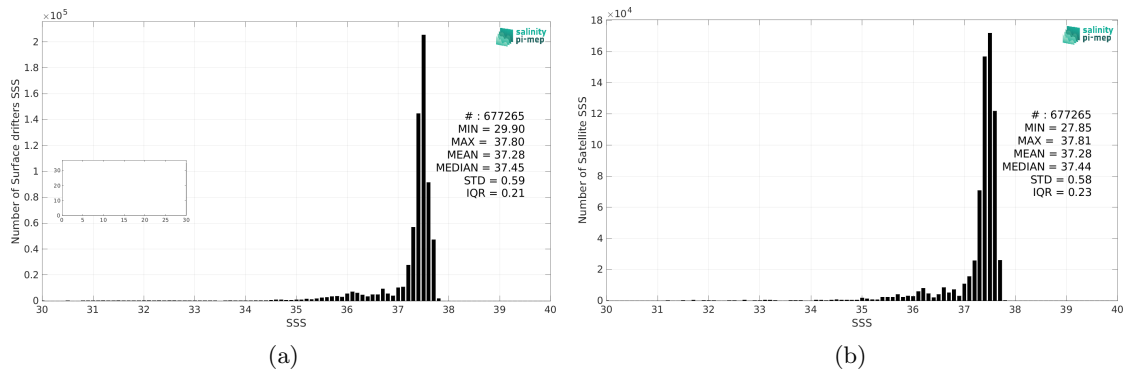 ×10⁵
2
1.8
1.6
1.4
1.2
1
0.8
0.6
0.4
0.2
0
Number of Surface drifters SSS
salinity
pi-mep
# : 677265
MIN = 29.90
MAX = 37.80
MEAN = 37.28
MEDIAN = 37.45
STD = 0.59
IQR = 0.21
30
20
10
0
0 5 10 15 20 25 30
30 31 32 33 34 35 36 37 38 39 40
SSS
(a)
×10⁴
18
16
14
12
10
8
6
4
2
0
Number of Satellite SSS
salinity
pi-mep
# : 677265
MIN = 27.85
MAX = 37.81
MEAN = 37.28
MEDIAN = 37.44
STD = 0.58
IQR = 0.23
30 31 32 33 34 35 36 37 38 39 40
SSS
(b)